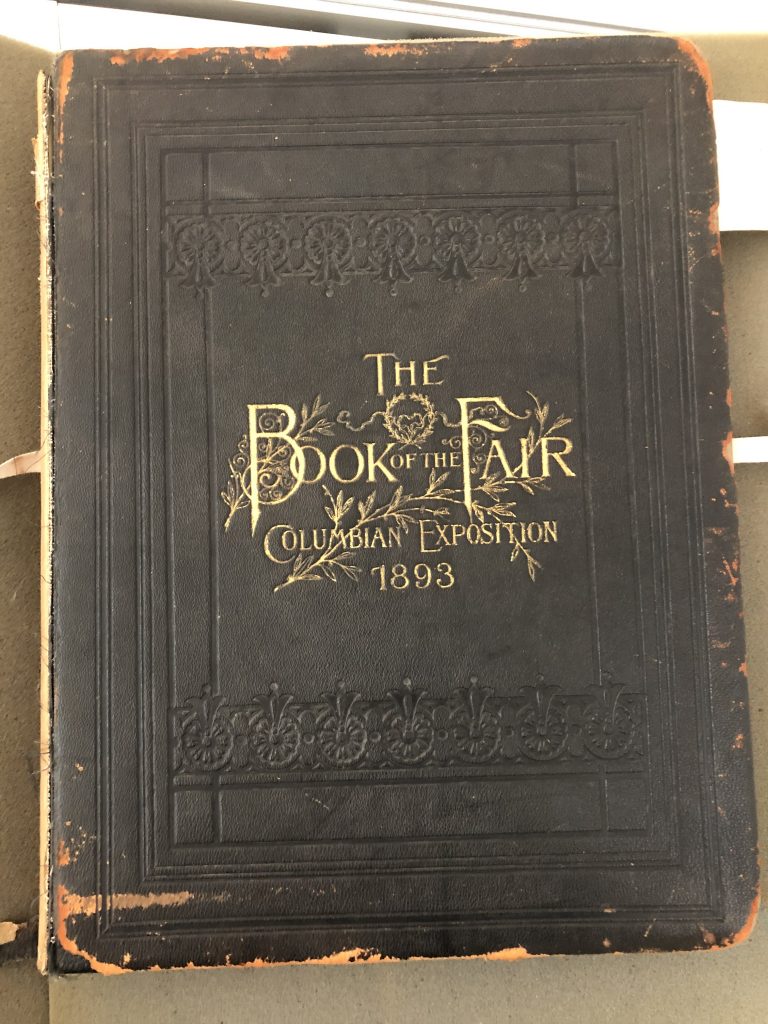 THE
BOOK OF THE FAIR
COLUMBIAN EXPOSITION
1893